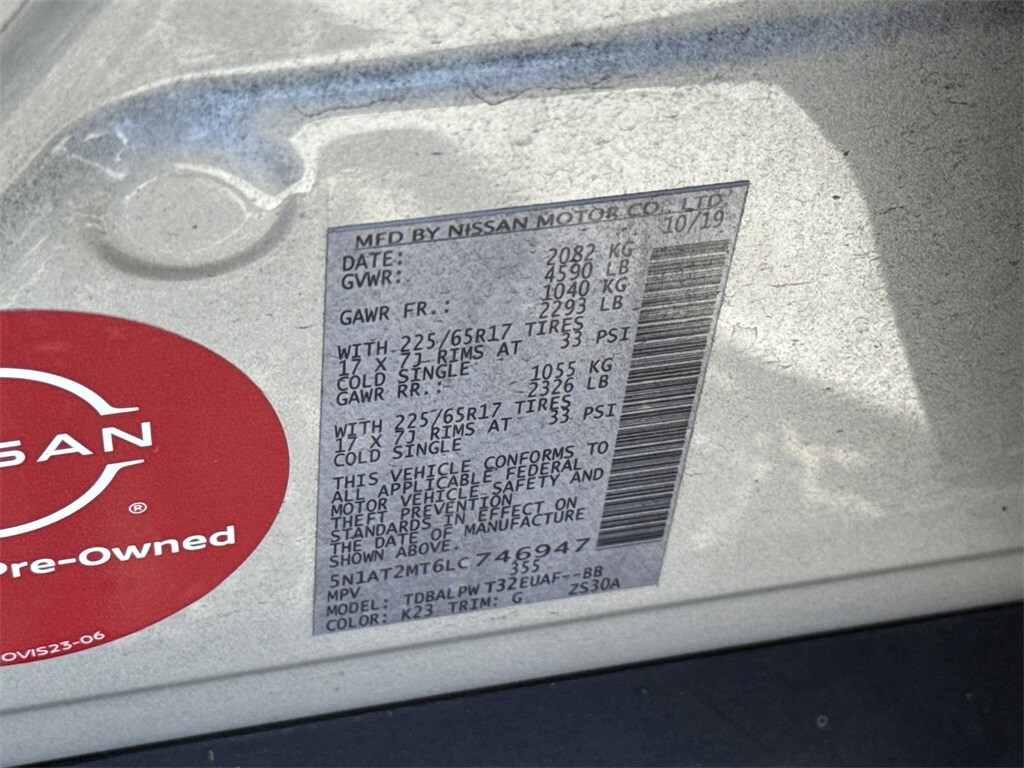 MFD BY NISSAN MOTOR CO., LTD
DATE: 10/19
GVWR: 2082 KG
4590 LB
GAWR FR.: 1040 KG
2293 LB
WITH 225/65R17 TIRES
17 X 7J RIMS AT 33 PSI
COLD SINGLE
GAWR RR.: 1055 KG
2326 LB
WITH 225/65R17 TIRES
17 X 7J RIMS AT 33 PSI
COLD SINGLE
THIS VEHICLE CONFORMS TO
ALL APPLICABLE FEDERAL
MOTOR VEHICLE SAFETY AND
THEFT PREVENTION
STANDARDS IN EFFECT ON
THE DATE OF MANUFACTURE
SHOWN ABOVE.
5N1AT2MT6LC746947
MPV 355
MODEL: TDBALPW T32EUAF--BB
COLOR: K23 TRIM: G ZS30A
SSAN
®
Pre-Owned
OVIS23-06